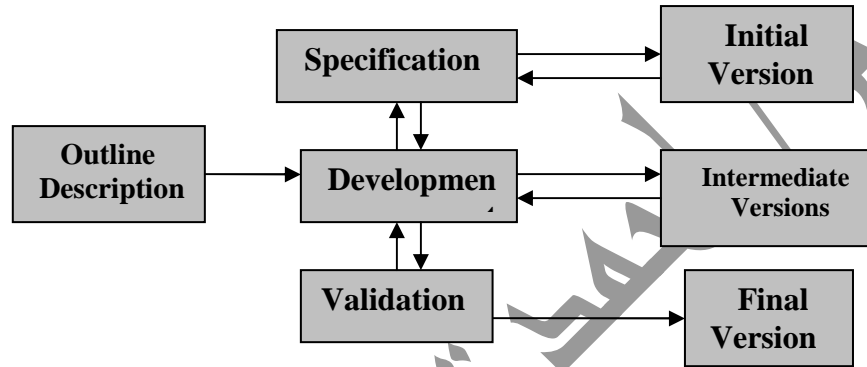 Specification
Initial
Version
Outline
Description
Developmen
Intermediate
Versions
Validation
Final
Version